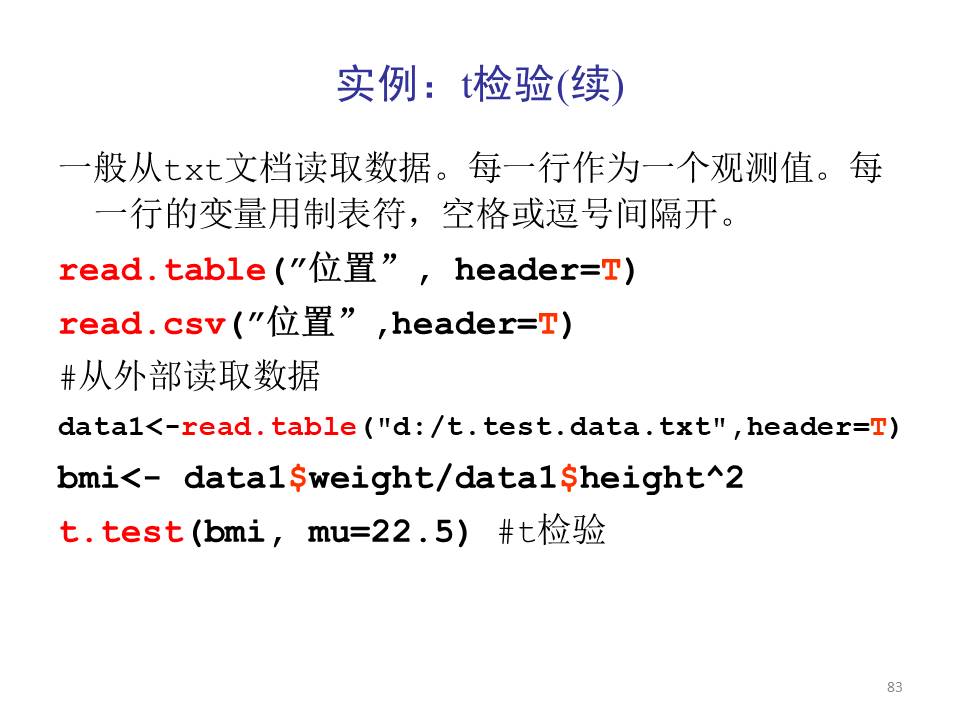 实例：t检验(续)
一般从txt文档读取数据。每一行作为一个观测值。每
一行的变量用制表符，空格或逗号间隔开。
read.table(”位置”, header=T)
read.csv(”位置”,header=T)
#从外部读取数据
data1<-read.table("d:/t.test.data.txt",header=T)
bmi<- data1$weight/data1$height^2
t.test(bmi, mu=22.5) #t检验
83